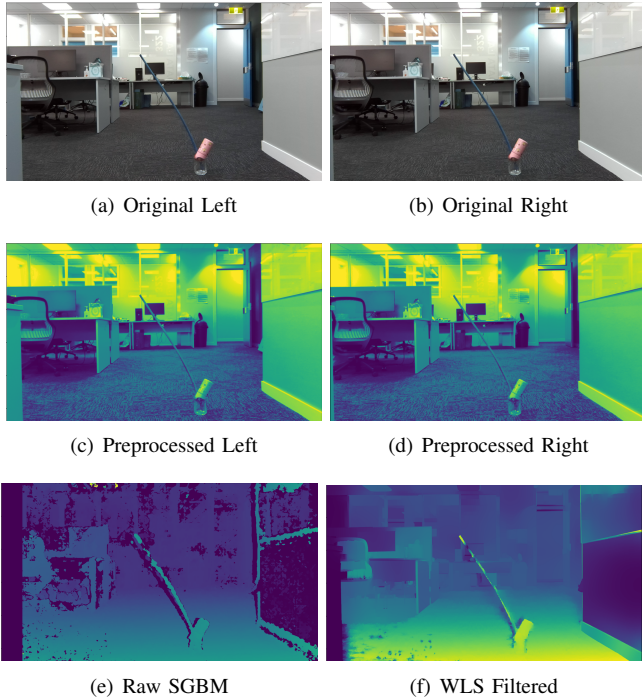 (a) Original Left
(b) Original Right
(c) Preprocessed Left
(d) Preprocessed Right
(e) Raw SGBM
(f) WLS Filtered